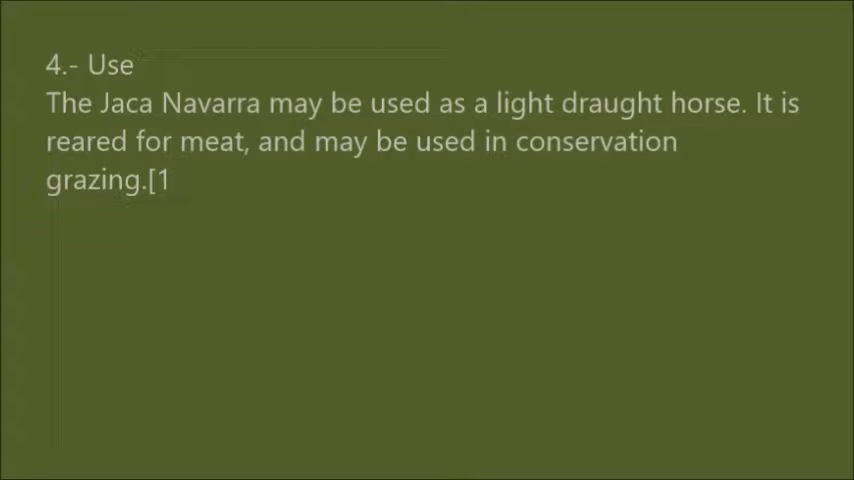 4.- Use
The Jaca Navarra may be used as a light draught horse. It is
reared for meat, and may be used in conservation
grazing.[1